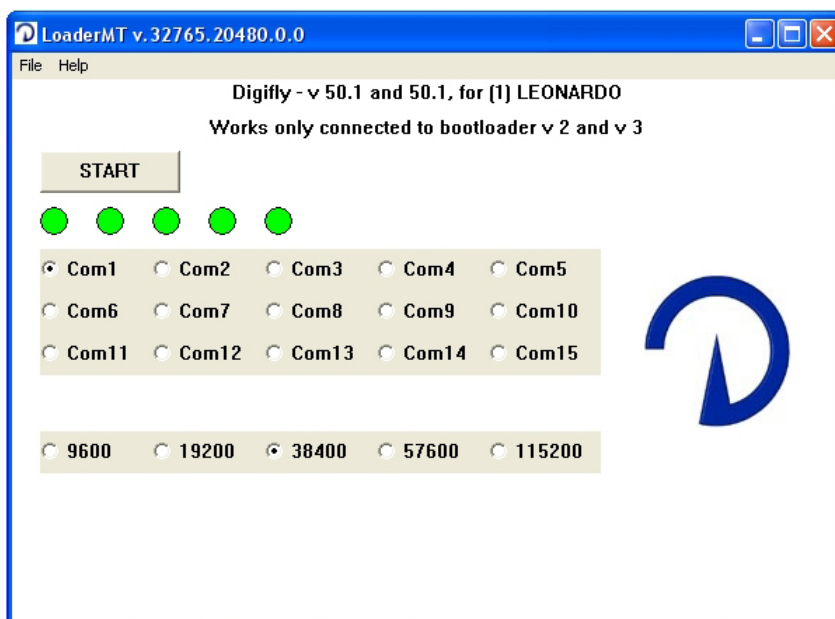 LoaderMT v.32765.20480.0.0
File Help
Digifly - v 50.1 and 50.1, for (1) LEONARDO
Works only connected to bootloader v 2 and v 3
START
Com1 Com2 Com3 Com4 Com5
Com6 Com7 Com8 Com9 Com10
Com11 Com12 Com13 Com14 Com15
9600 19200 38400 57600 115200